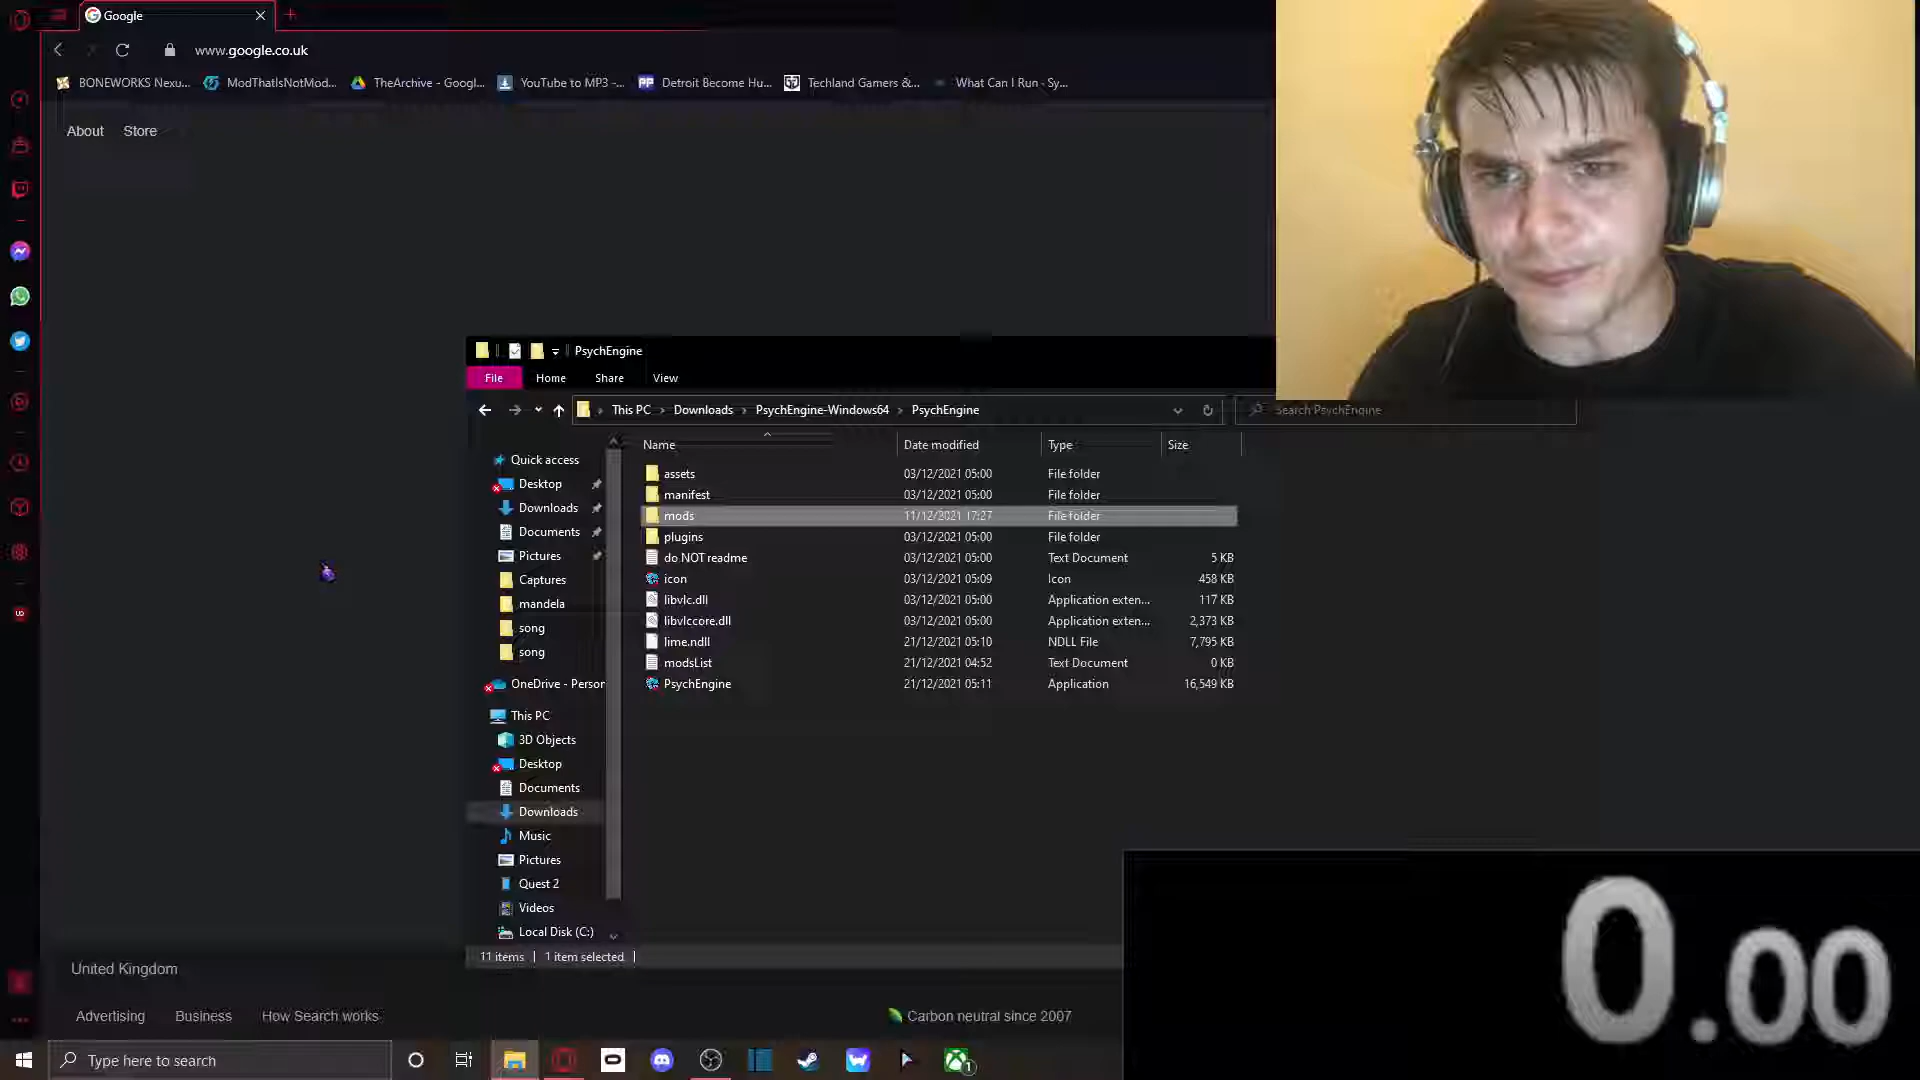 Google
www.google.co.uk
BONEWORKS Nexu...
ModThatIsNotMod...
TheArchive - Googl...
YouTube to MP3 -...
Detroit Become Hu...
Techland Gamers &...
What Can I Run - Sy...
About Store
PsychEngine
File Home Share View
This PC > Downloads > PsychEngine-Windows64 > PsychEngine
Search PsychEngine
Name Date modified Type Size
assets 03/12/2021 05:00 File folder
manifest 03/12/2021 05:00 File folder
mods 11/12/2021 17:27 File folder
plugins 03/12/2021 05:00 File folder
do NOT readme 03/12/2021 05:00 Text Document 5 KB
icon 03/12/2021 05:09 Icon 458 KB
libvlc.dll 03/12/2021 05:00 Application exten... 117 KB
libvlccore.dll 03/12/2021 05:00 Application exten... 2,373 KB
lime.ndll 21/12/2021 05:10 NDLL File 7,795 KB
modsList 21/12/2021 04:52 Text Document 0 KB
PsychEngine 21/12/2021 05:11 Application 16,549 KB
Quick access
Desktop
Downloads
Documents
Pictures
Captures
mandela
song
song
OneDrive - Person
This PC
3D Objects
Desktop
Documents
Downloads
Music
Pictures
Quest 2
Videos
Local Disk (C:)
11 items | 1 item selected |
0.00
United Kingdom
Advertising Business How Search works
Carbon neutral since 2007
Type here to search
1